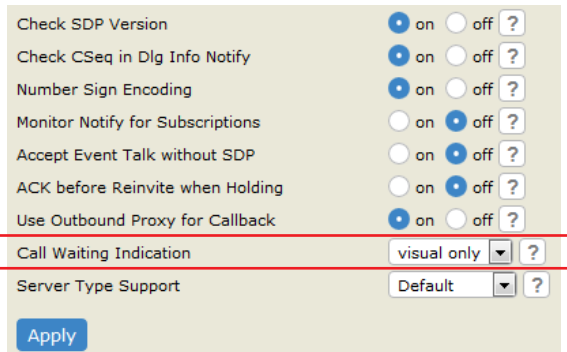 Check SDP Version on off ?
Check CSeq in Dlg Info Notify on off ?
Number Sign Encoding on off ?
Monitor Notify for Subscriptions on off ?
Accept Event Talk without SDP on off ?
ACK before Reinvite when Holding on off ?
Use Outbound Proxy for Callback on off ?
Call Waiting Indication visual only ?
Server Type Support Default ?
Apply